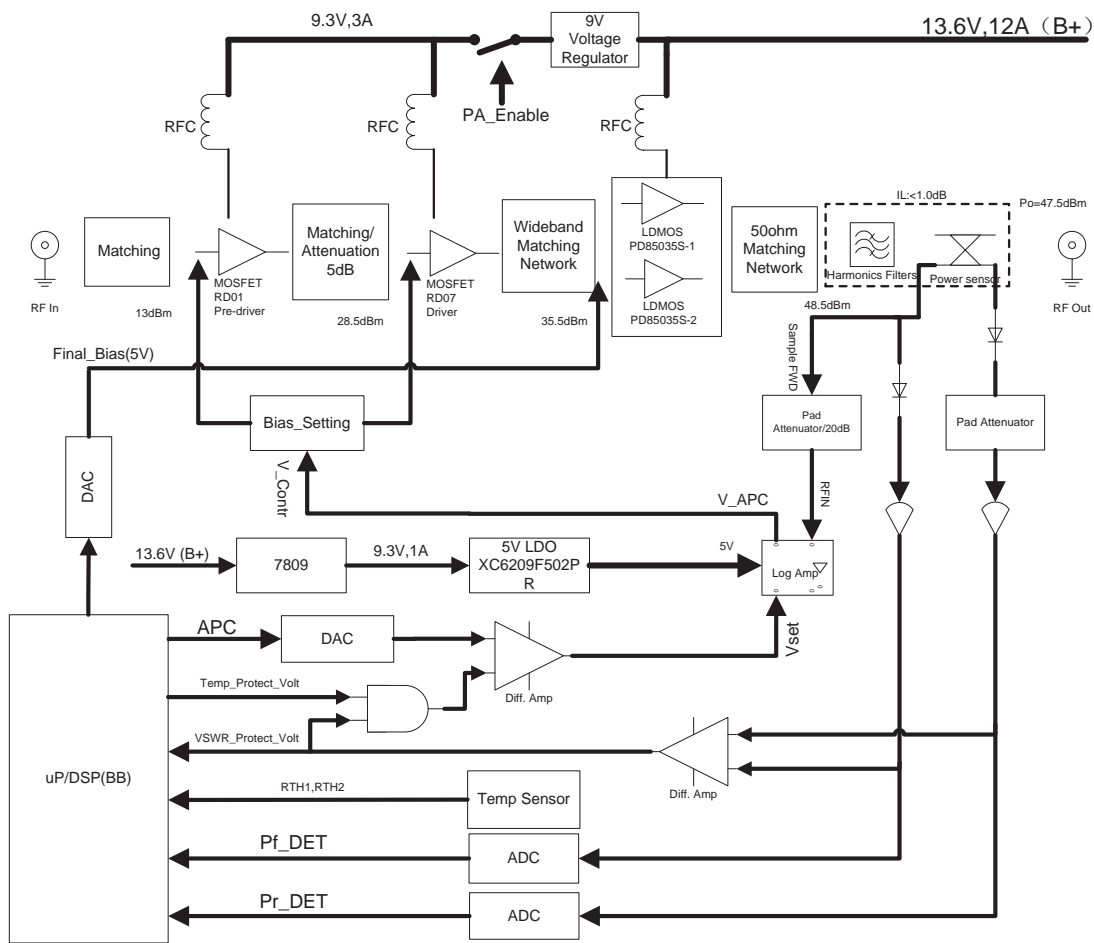 9.3V,3A
9V
Voltage
Regulator
13.6V,12A（B+）
PA_Enable
RFC
RFC
RFC
IL:<1.0dB
Po=47.5dBm
Matching
Matching/
Attenuation
5dB
Wideband
Matching
Network
LDMOS
PD85035S-1
LDMOS
PD85035S-2
50ohm
Matching
Network
Harmonics Filters
Power sensor
RF In
MOSFET
RD01
Pre-driver
MOSFET
RD07
Driver
RF Out
13dBm
28.5dBm
35.5dBm
48.5dBm
Final_Bias(5V)
Sample FWD
Bias_Setting
Pad
Attenuator/20dB
Pad Attenuator
DAC
V_Contr
V_APC
RFIN
13.6V (B+)
7809
9.3V,1A
5V LDO
XC6209F502P
R
5V
Log Amp
APC
DAC
Vset
Diff. Amp
Temp_Protect_Volt
VSWR_Protect_Volt
Diff. Amp
uP/DSP(BB)
RTH1,RTH2
Temp Sensor
Pf_DET
ADC
Pr_DET
ADC